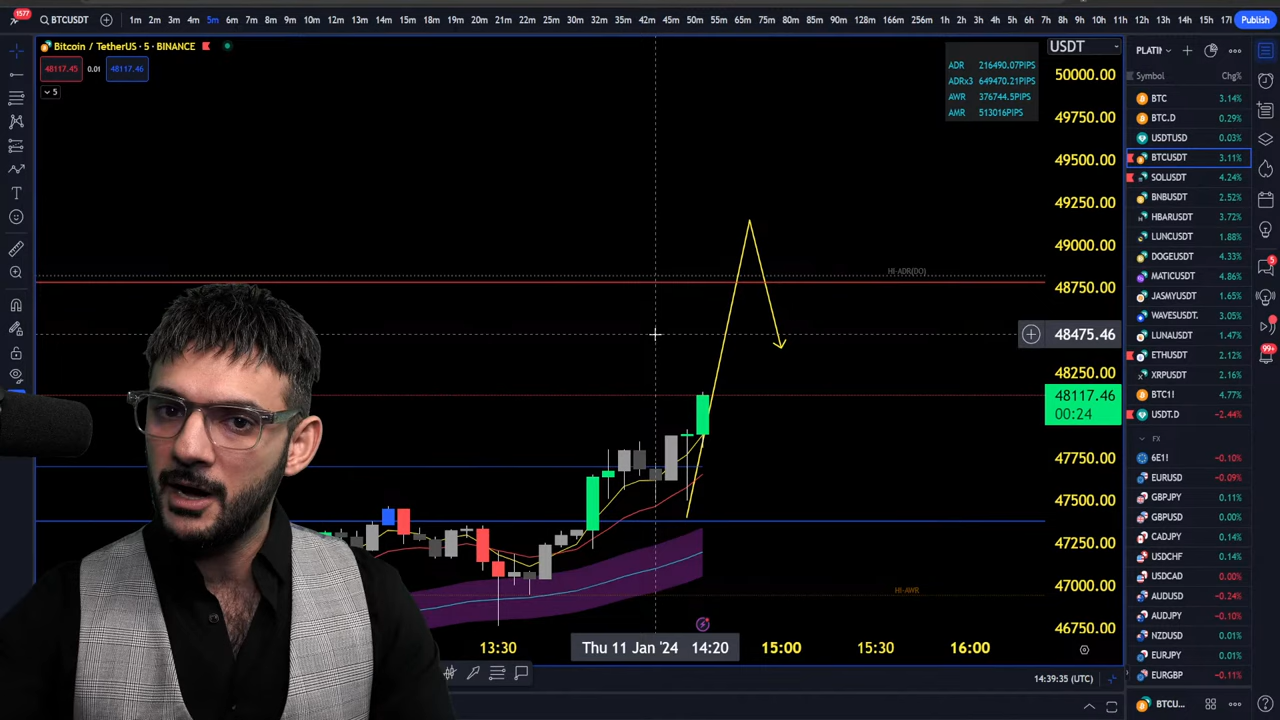 1577
BTCUSDT
1m 2m 3m 4m 5m 6m 7m 8m 9m 10m 11m 12m 13m 14m 15m 17m 20m 25m 30m 32m 35m 42m 45m 50m 55m 65m 75m 80m 85m 90m 128m 166m 256m 1h 2h 3h 4h 5h 6h 7h 8h 9h 10h 11h 12h 13h 14h 15h 17h
Publish
Bitcoin / TetherUS · 5 · BINANCE
48117.45 0.01 48117.46
5
ADR 216490.07PIPS
ADRx3 649470.21PIPS
AWR 376744.5PIPS
AMR 513016PIPS
USDT
50000.00
49750.00
49500.00
49250.00
49000.00
48750.00
48475.46
48250.00
48117.46
00:24
47750.00
47500.00
47250.00
47000.00
46750.00
HI-ADR(DO)
HI-AWR
13:30
Thu 11 Jan '24 14:20
15:00
15:30
16:00
14:39:35 (UTC)
Symbol Chg%
BTC 3.14%
BTC.D 0.29%
USDTUSD 0.03%
BTCUSDT 3.11%
SOLUSDT 4.24%
BNBUSDT 2.52%
HBARUSDT 3.72%
LUNCUSDT 1.88%
DOGEUSDT 4.33%
MATICUSDT 4.86%
JASMYUSDT 1.65%
WAVESUSDT. 3.05%
LUNAUSDT 1.47%
ETHUSDT 2.12%
XRPUSDT 2.16%
BTC1! 4.77%
USDT.D −2.44%
FX
6E1! −0.10%
EURUSD −0.09%
GBPJPY 0.11%
GBPUSD 0.00%
CADJPY 0.14%
USDCHF 0.14%
USDCAD 0.00%
AUDUSD −0.24%
AUDJPY −0.10%
NZDUSD 0.01%
EURJPY 0.01%
EURGBP −0.11%
BTCU...
5
99+